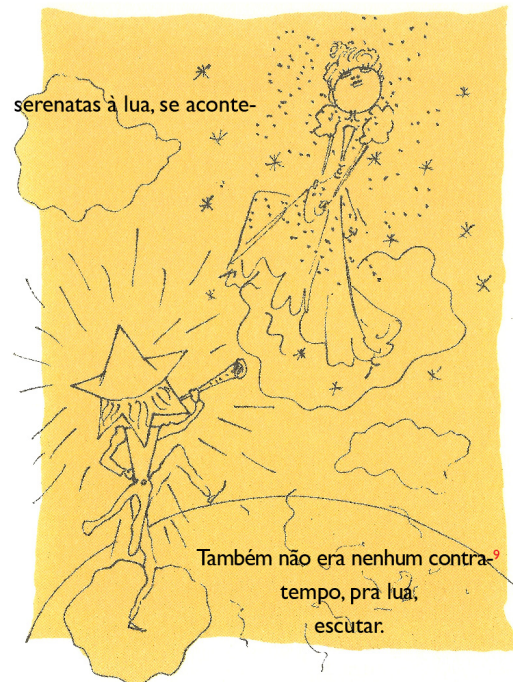 serenatas à lua, se aconte-
Também não era nenhum contra-9
tempo, pra lua,
escutar.